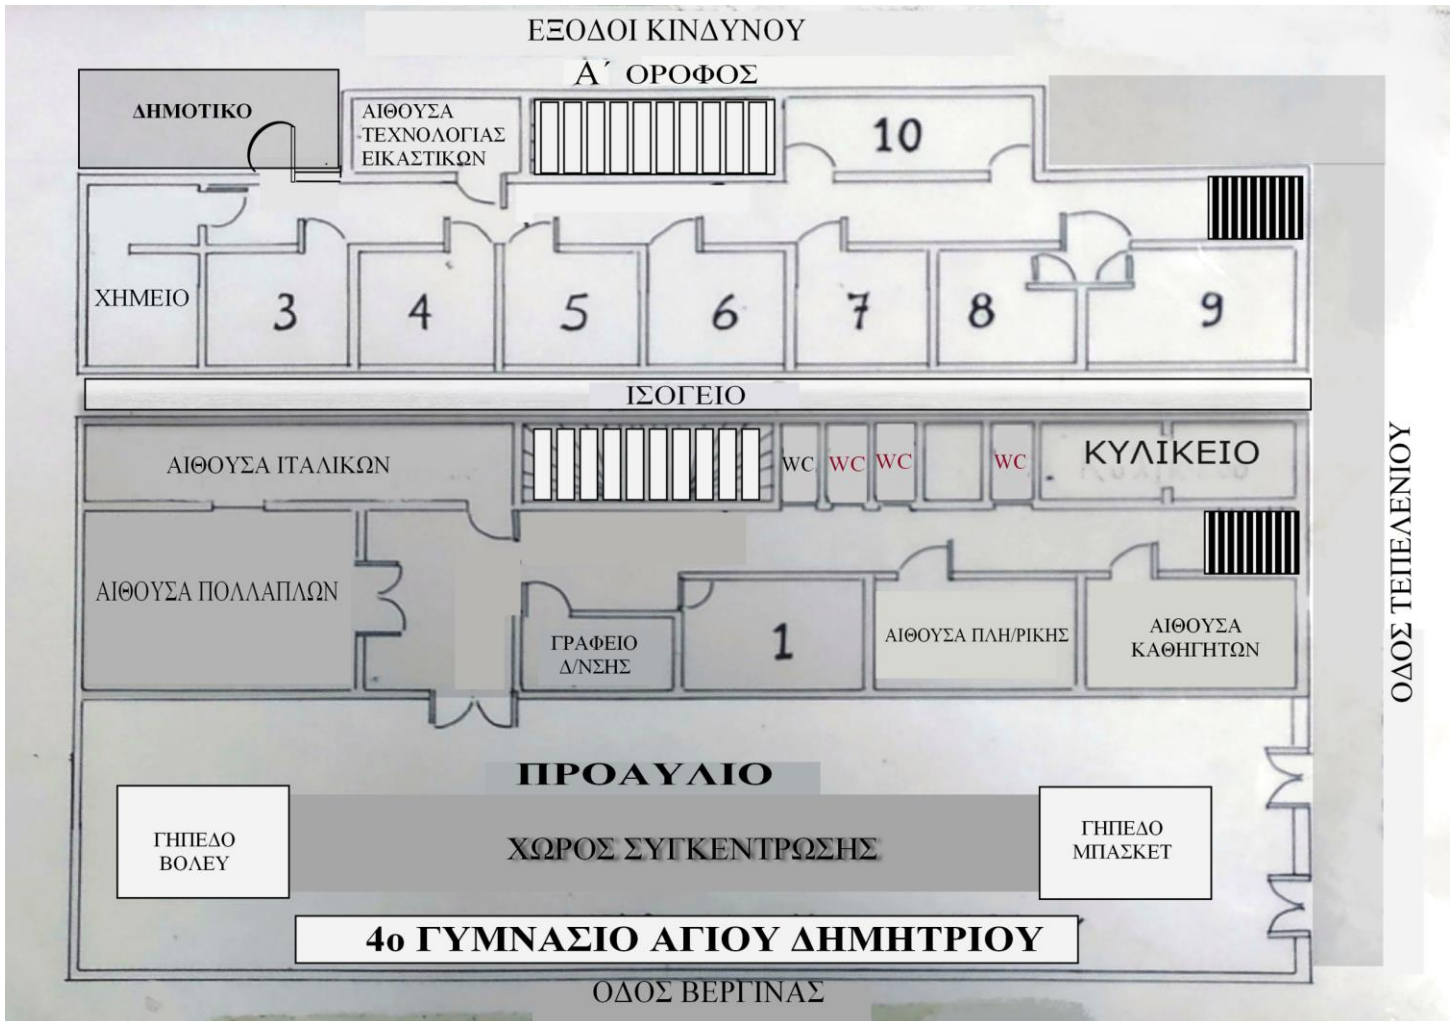 ΕΞΟΔΟΙ ΚΙΝΔΥΝΟΥ
Α΄ ΟΡΟΦΟΣ
ΔΗΜΟΤΙΚΟ
ΑΙΘΟΥΣΑ
ΤΕΧΝΟΛΟΓΙΑΣ
ΕΙΚΑΣΤΙΚΩΝ
10
ΧΗΜΕΙΟ
3
4
5
6
7
8
9
ΙΣΟΓΕΙΟ
ΑΙΘΟΥΣΑ ΙΤΑΛΙΚΩΝ
WC
WC
WC
WC
ΚΥΛΙΚΕΙΟ
ΑΙΘΟΥΣΑ ΠΟΛΛΑΠΛΩΝ
ΓΡΑΦΕΙΟ
Δ/ΝΣΗΣ
1
ΑΙΘΟΥΣΑ ΠΛΗ/ΡΙΚΗΣ
ΑΙΘΟΥΣΑ
ΚΑΘΗΓΗΤΩΝ
ΟΔΟΣ ΤΕΠΕΛΕΝΙΟΥ
ΠΡΟΑΥΛΙΟ
ΓΗΠΕΔΟ
ΒΟΛΕΥ
ΧΩΡΟΣ ΣΥΓΚΕΝΤΡΩΣΗΣ
ΓΗΠΕΔΟ
ΜΠΑΣΚΕΤ
4ο ΓΥΜΝΑΣΙΟ ΑΓΙΟΥ ΔΗΜΗΤΡΙΟΥ
ΟΔΟΣ ΒΕΡΓΙΝΑΣ